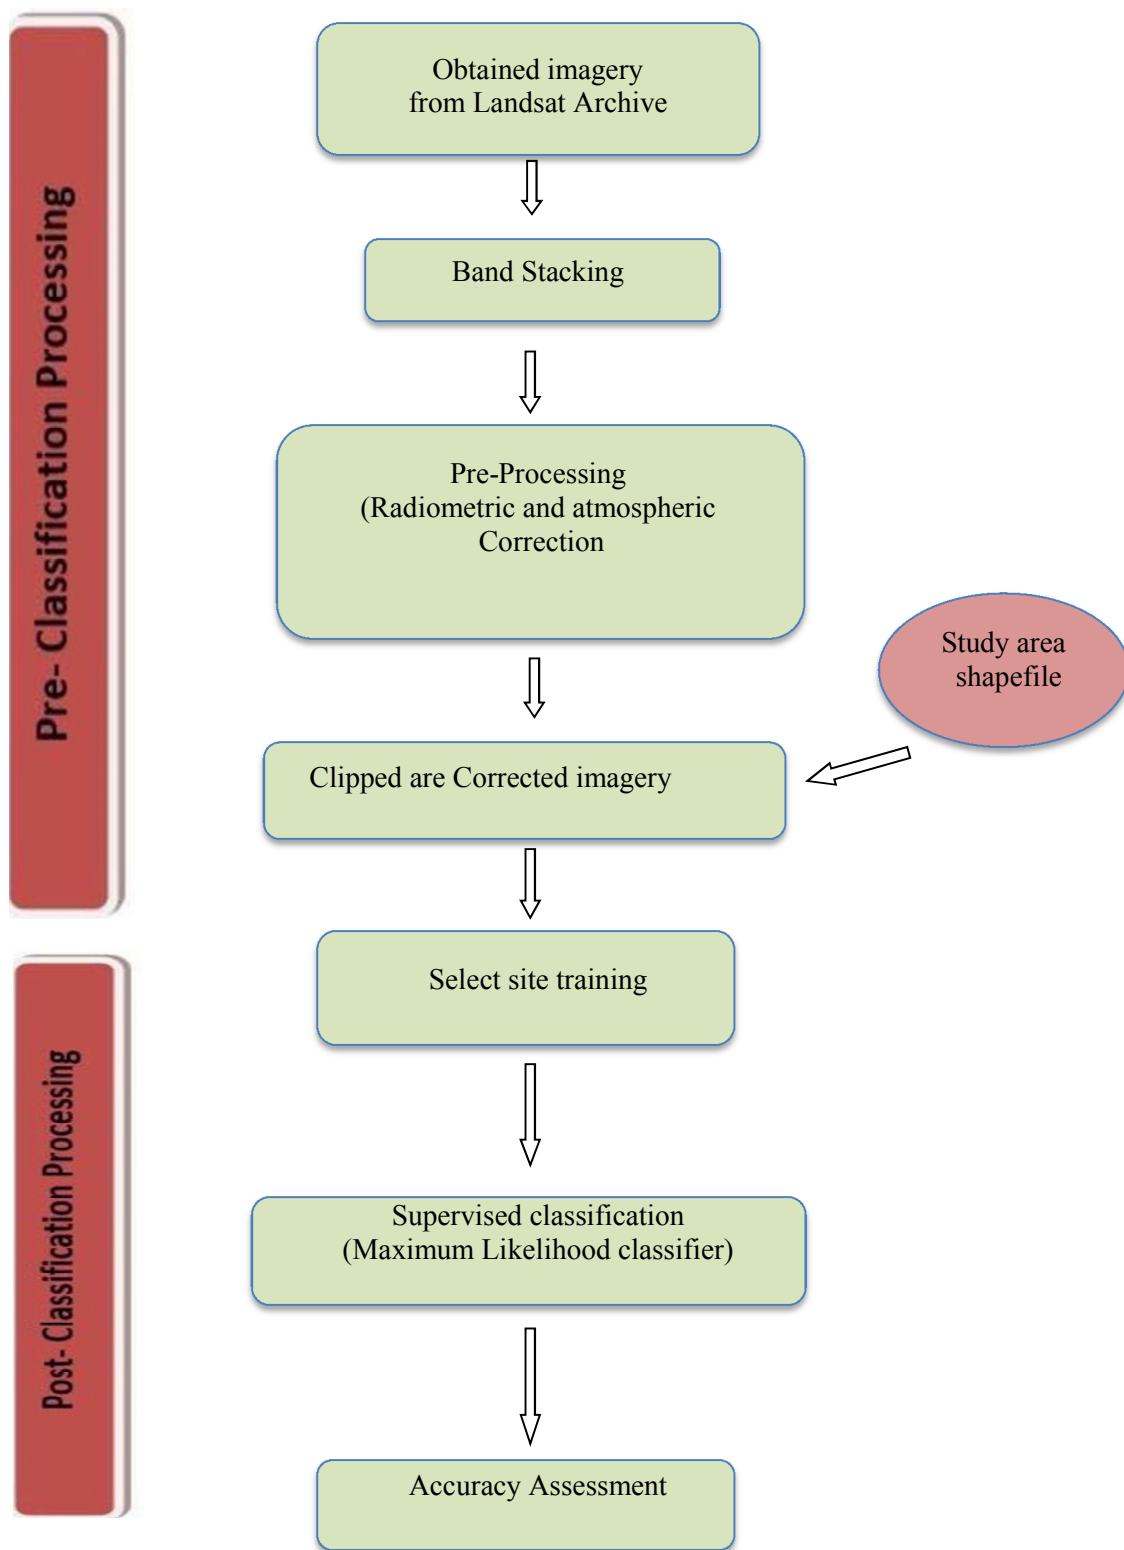 Pre- Classification Processing
Obtained imagery
from Landsat Archive
Band Stacking
Pre-Processing
(Radiometric and atmospheric
Correction
Study area
shapefile
Clipped are Corrected imagery
Post- Classification Processing
Select site training
Supervised classification
(Maximum Likelihood classifier)
Accuracy Assessment